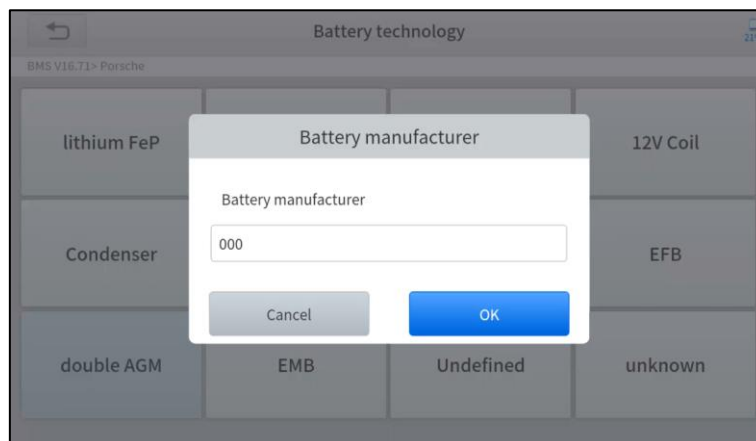 Battery technology
BMS V16.71> Porsche
lithium FeP
12V Coil
Battery manufacturer
Battery manufacturer
000
Condenser
EFB
Cancel
OK
double AGM
EMB
Undefined
unknown